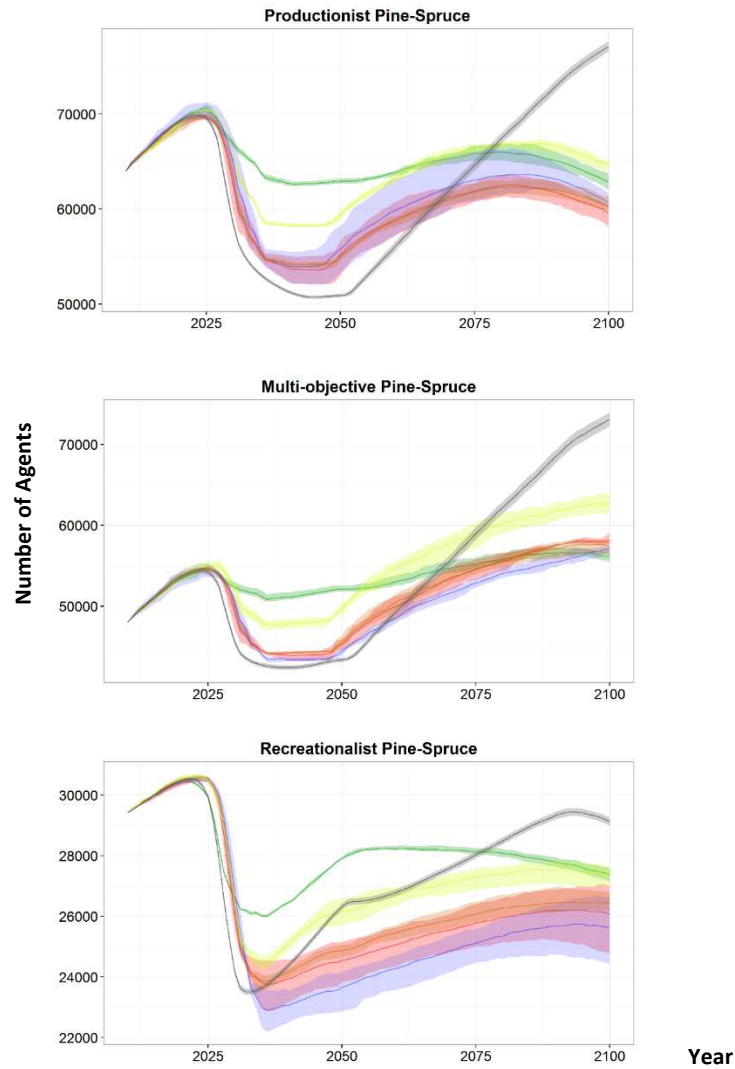 Productionist Pine-Spruce
70000
60000
50000
2025 2050 2075 2100
Multi-objective Pine-Spruce
Number of Agents
70000
60000
50000
2025 2050 2075 2100
Recreationalist Pine-Spruce
30000
28000
26000
24000
22000
2025 2050 2075 2100
Year